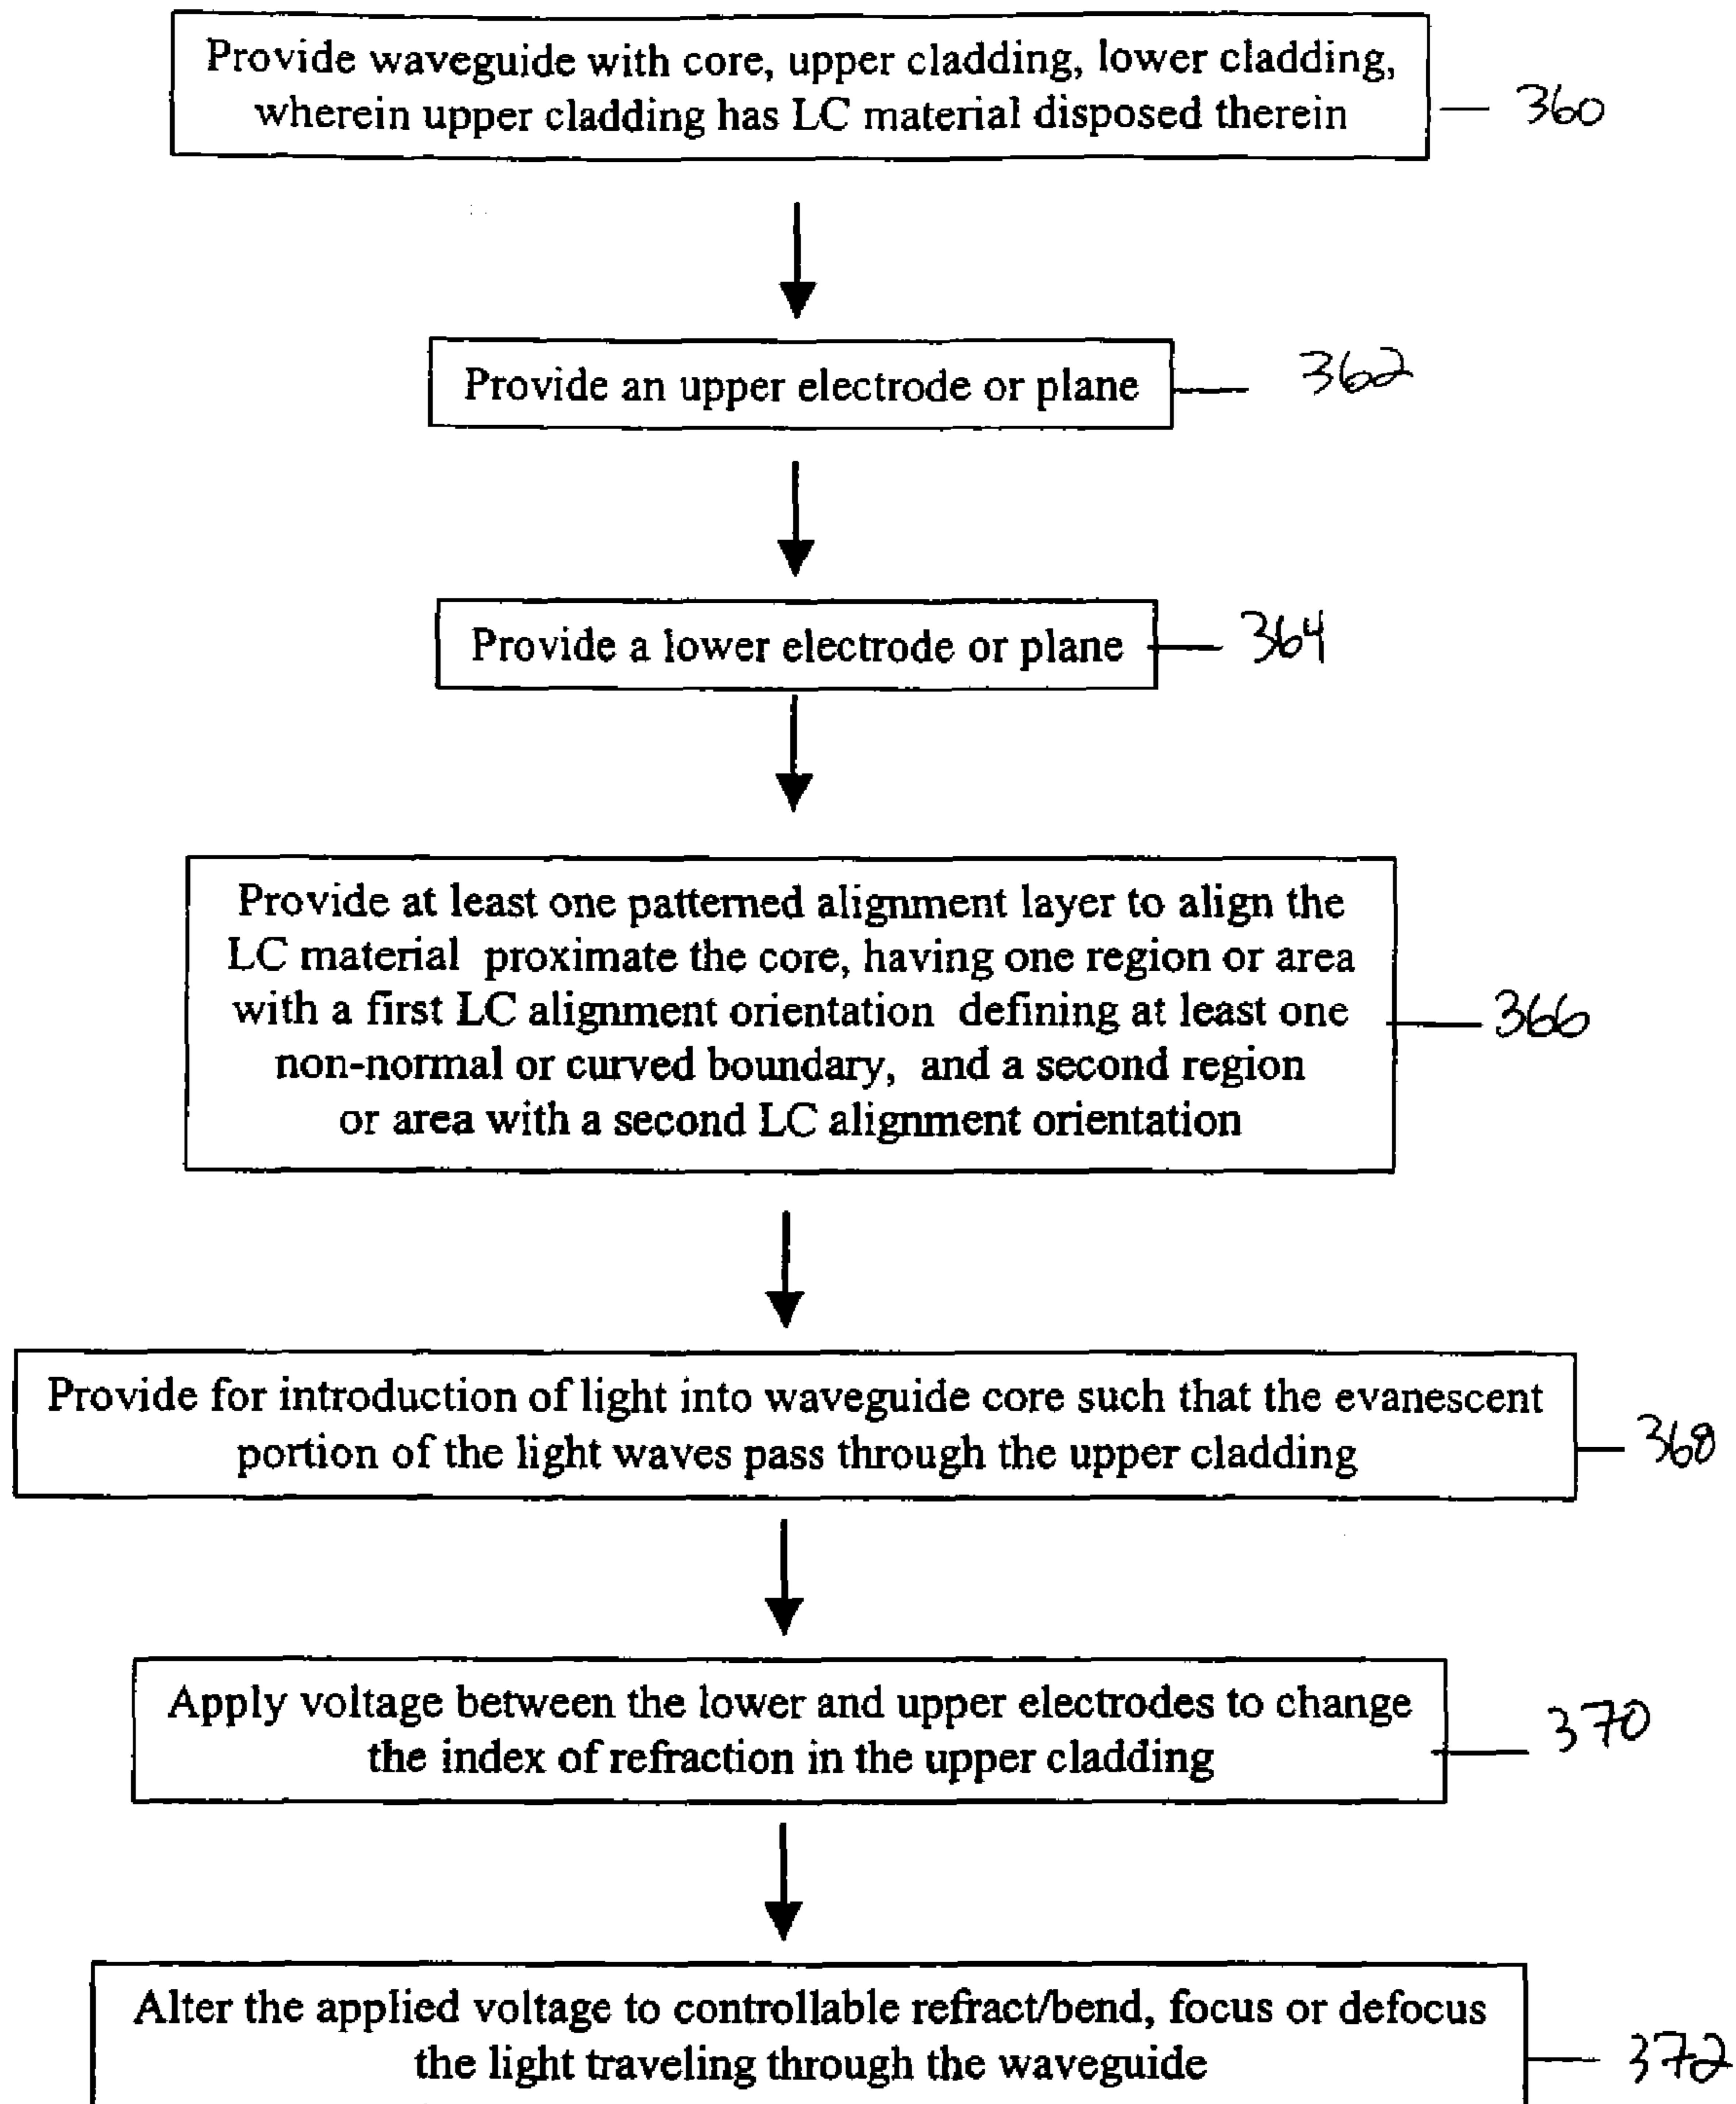 Provide waveguide with core, upper cladding, lower cladding,
wherein upper cladding has LC material disposed therein
360
Provide an upper electrode or plane
362
Provide a lower electrode or plane
364
Provide at least one patterned alignment layer to align the
LC material proximate the core, having one region or area
with a first LC alignment orientation defining at least one
non-normal or curved boundary, and a second region
or area with a second LC alignment orientation
366
Provide for introduction of light into waveguide core such that the evanescent
portion of the light waves pass through the upper cladding
368
Apply voltage between the lower and upper electrodes to change
the index of refraction in the upper cladding
370
Alter the applied voltage to controllable refract/bend, focus or defocus
the light traveling through the waveguide
372